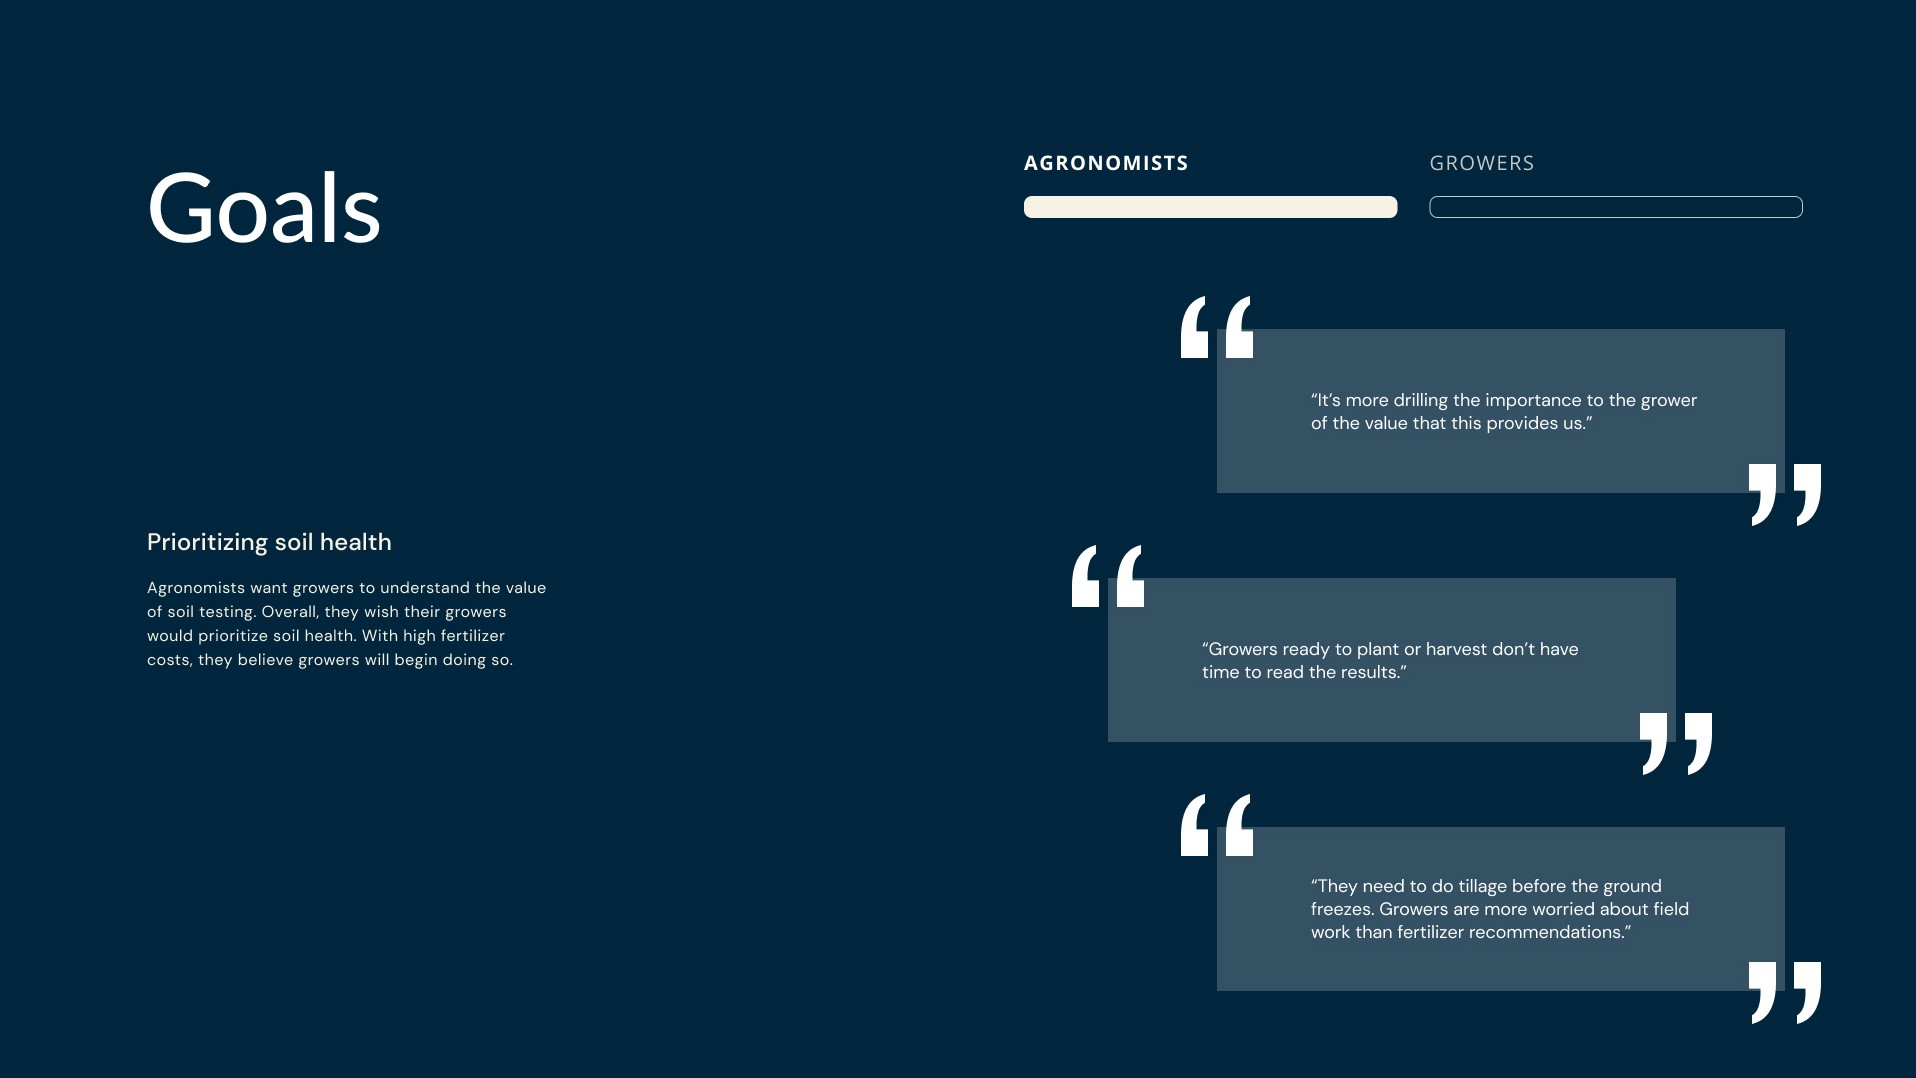 Goals
AGRONOMISTS
GROWERS
Prioritizing soil health
Agronomists want growers to understand the value
of soil testing. Overall, they wish their growers
would prioritize soil health. With high fertilizer
costs, they believe growers will begin doing so.
“
“It’s more drilling the importance to the grower
of the value that this provides us.”
”
“
“Growers ready to plant or harvest don’t have
time to read the results.”
”
“
“They need to do tillage before the ground
freezes. Growers are more worried about field
work than fertilizer recommendations.”
”